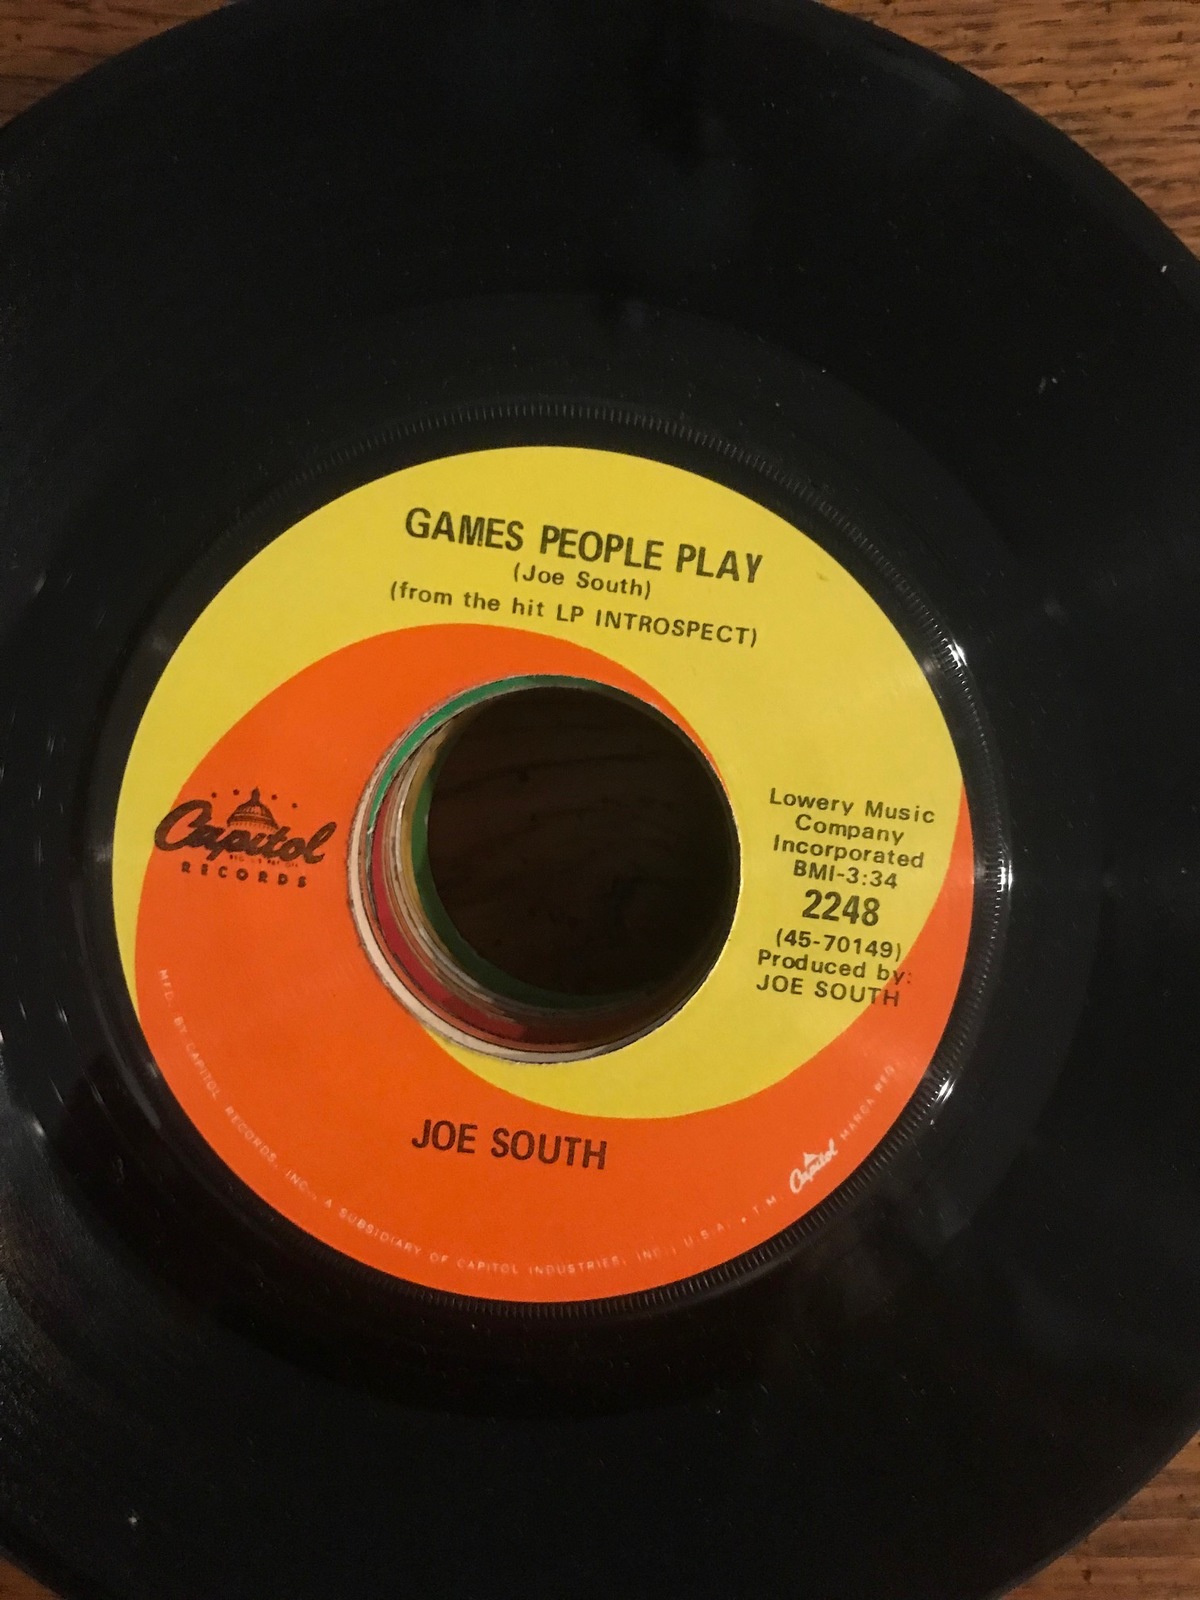 GAMES PEOPLE PLAY
(Joe South)
(from the hit LP INTROSPECT)
Capitol
RECORDS
Lowery Music
Company
Incorporated
BMI-3:34
2248
(45-70149)
Produced by:
JOE SOUTH
JOE SOUTH
MFD. BY CAPITOL RECORDS, INC., A SUBSIDIARY OF CAPITOL INDUSTRIES, INC., U.S.A. • T.M. Capitol MARCA REG.